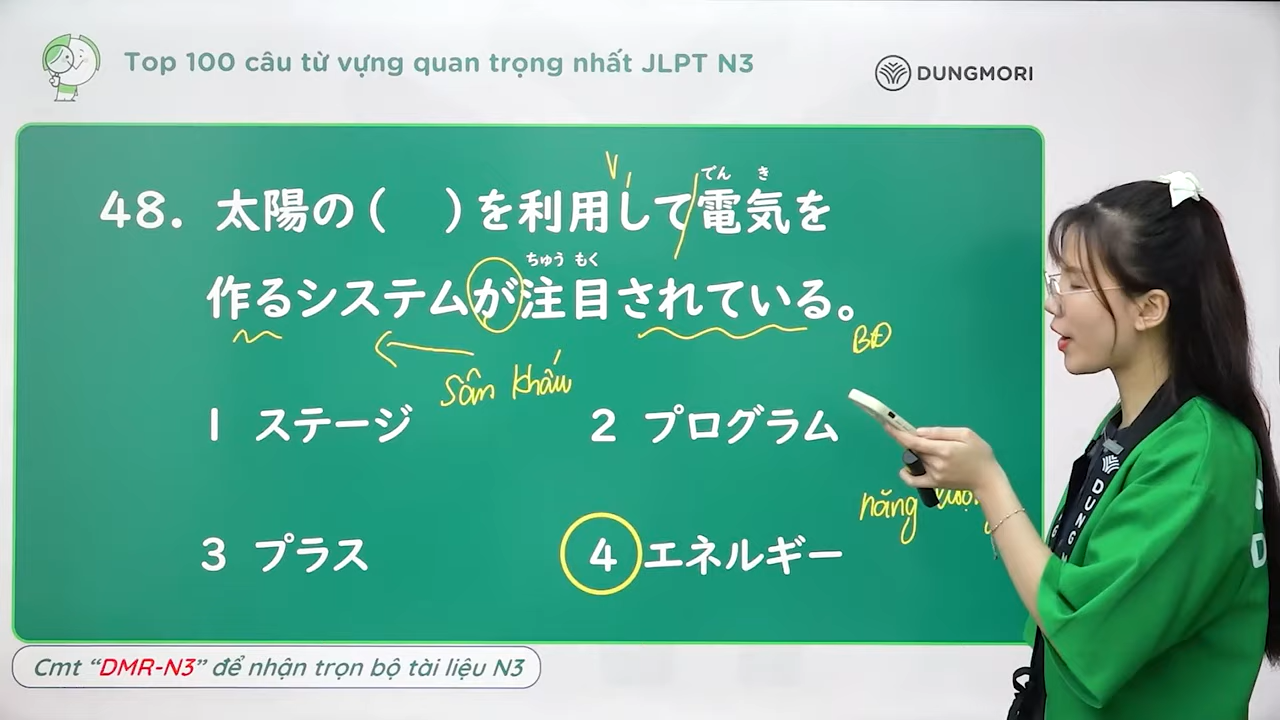 Top 100 câu từ vựng quan trọng nhất JLPT N3
DUNGMORI
でん き
48. 太陽の( )を利用して電気を
ちゅう もく
作るシステムが注目されている。
BĐ
sân khấu
1 ステージ 2 プログラム
năng
3 プラス 4 エネルギー
Cmt “DMR-N3” để nhận trọn bộ tài liệu N3
DUNG